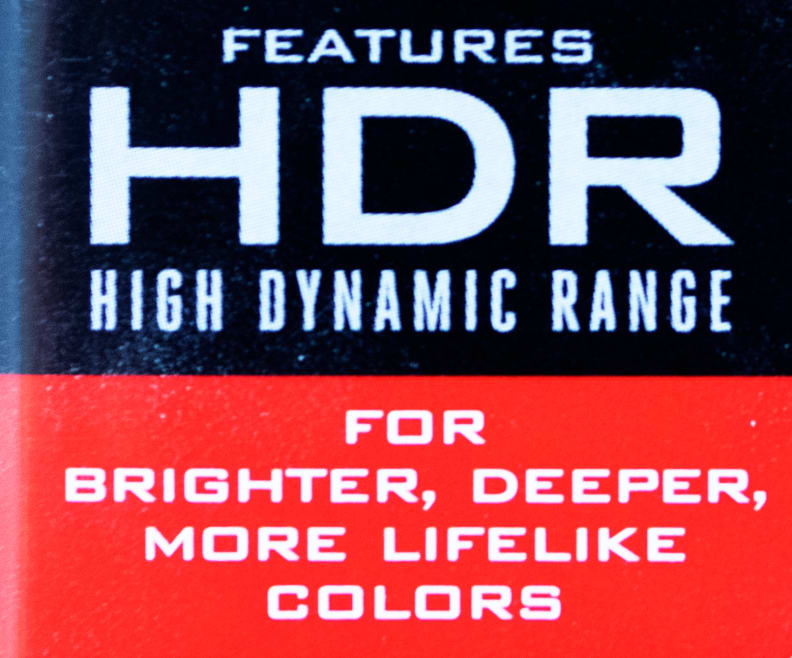 FEATURES
HDR
HIGH DYNAMIC RANGE
FOR
BRIGHTER, DEEPER,
MORE LIFELIKE
COLORS